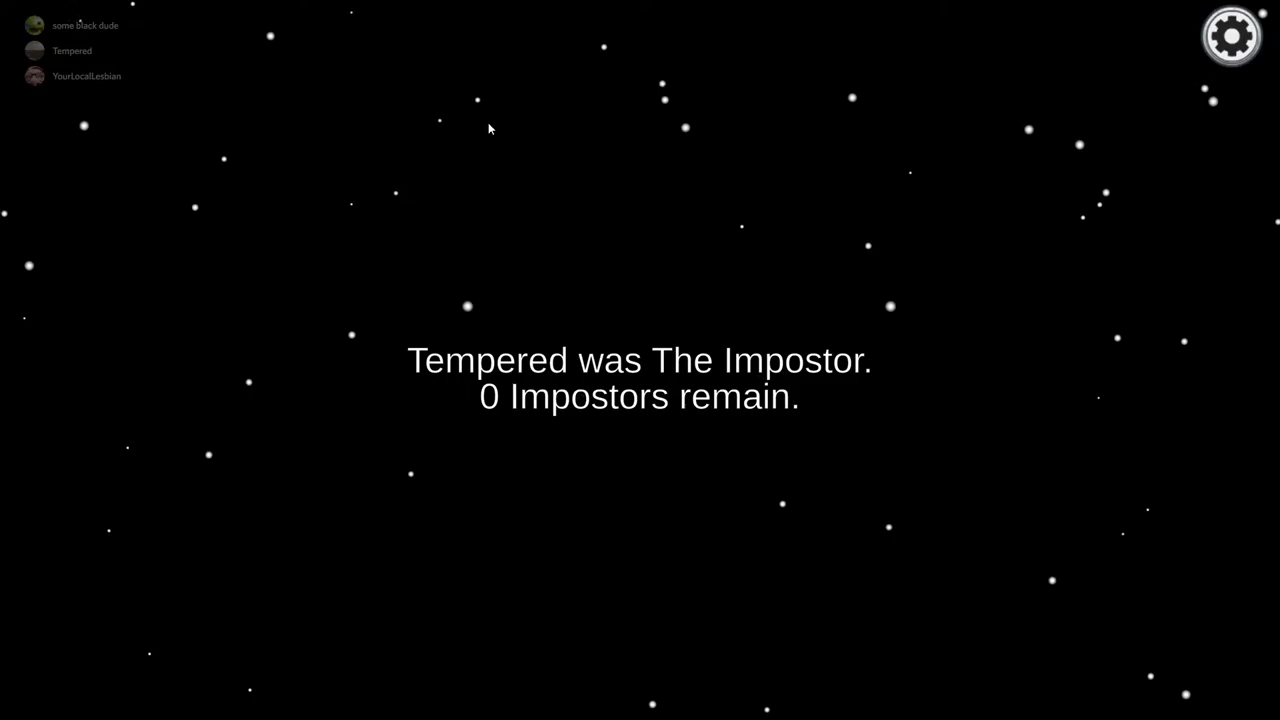 some black dude
Tempered
YourLocalLesbian
Tempered was The Impostor.
0 Impostors remain.